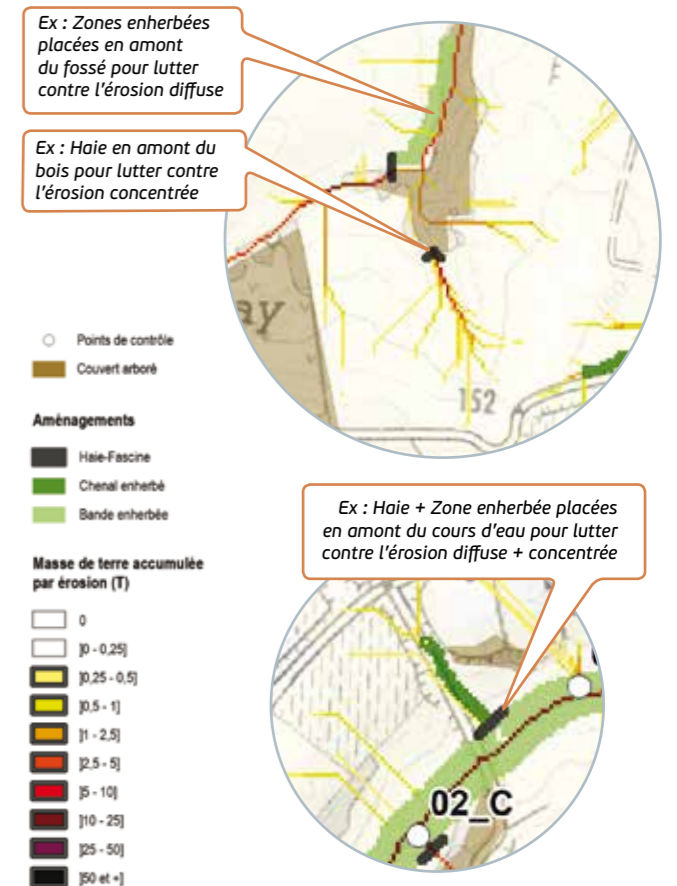 Ex : Zones enherbées
placées en amont
du fossé pour lutter
contre l'érosion diffuse
Ex : Haie en amont du
bois pour lutter contre
l'érosion concentrée
ay
152
Points de contrôle
Couvert arboré
Aménagements
Haie-Fascine
Chenal enherbé
Bande enherbée
Ex : Haie + Zone enherbée placées
en amont du cours d'eau pour lutter
contre l'érosion diffuse + concentrée
Masse de terre accumulée
par érosion (T)
0
]0 - 0,25]
]0,25 - 0,5]
]0,5 - 1]
]1 - 2,5]
]2,5 - 5]
]5 - 10]
]10 - 25]
]25 - 50]
]50 et +]
02_C